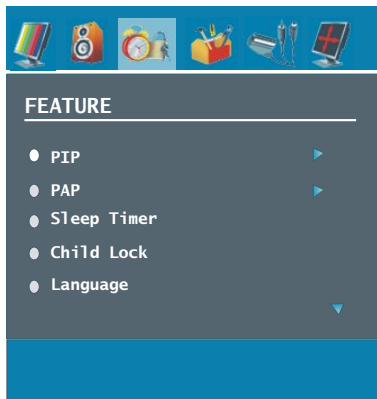 FEATURE
PIP
PAP
Sleep Timer
Child Lock
Language